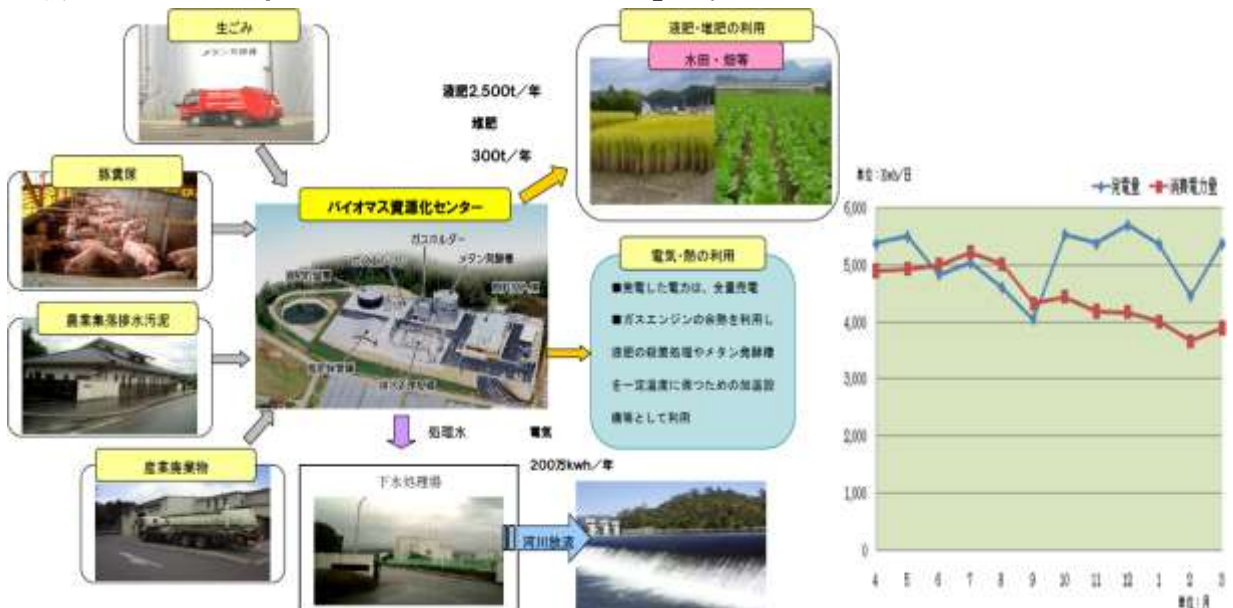 生ごみ
メタン発酵槽
豚糞尿
農業集落排水汚泥
産業廃棄物
バイオマス資源化センター
ガスホルダー
メタン発酵槽
液肥2,500t/年
堆肥
300t/年
液肥・堆肥の利用
水田・畑等
電気・熱の利用
■発電した電力は、全量売電
■ガスエンジンの余熱を利用し
液肥の殺菌処理やメタン発酵槽
を一定温度に保つための加温設
備等として利用
処理水
電気
200万kwh/年
下水処理場
河川放流
単位:Kwh/日
発電量
消費電力量
6,000
5,000
4,000
3,000
2,000
1,000
0
4 5 6 7 8 9 10 11 12 1 2 3
単位:月